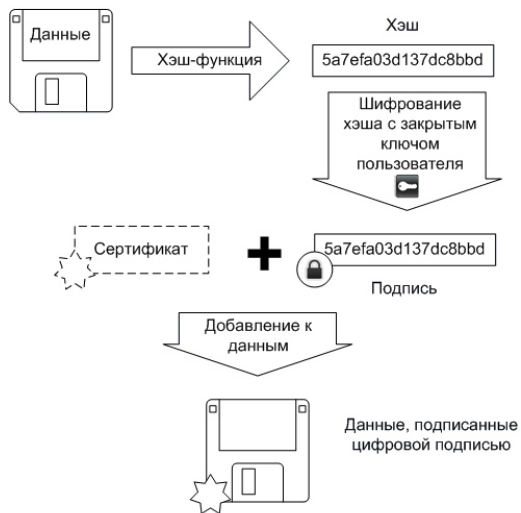 Данные
Хэш-функция
Хэш
5a7efa03d137dc8bbd
Шифрование
хэша с закрытым
ключом
пользователя
Сертификат
5a7efa03d137dc8bbd
Подпись
Добавление к
данным
Данные, подписанные
цифровой подписью